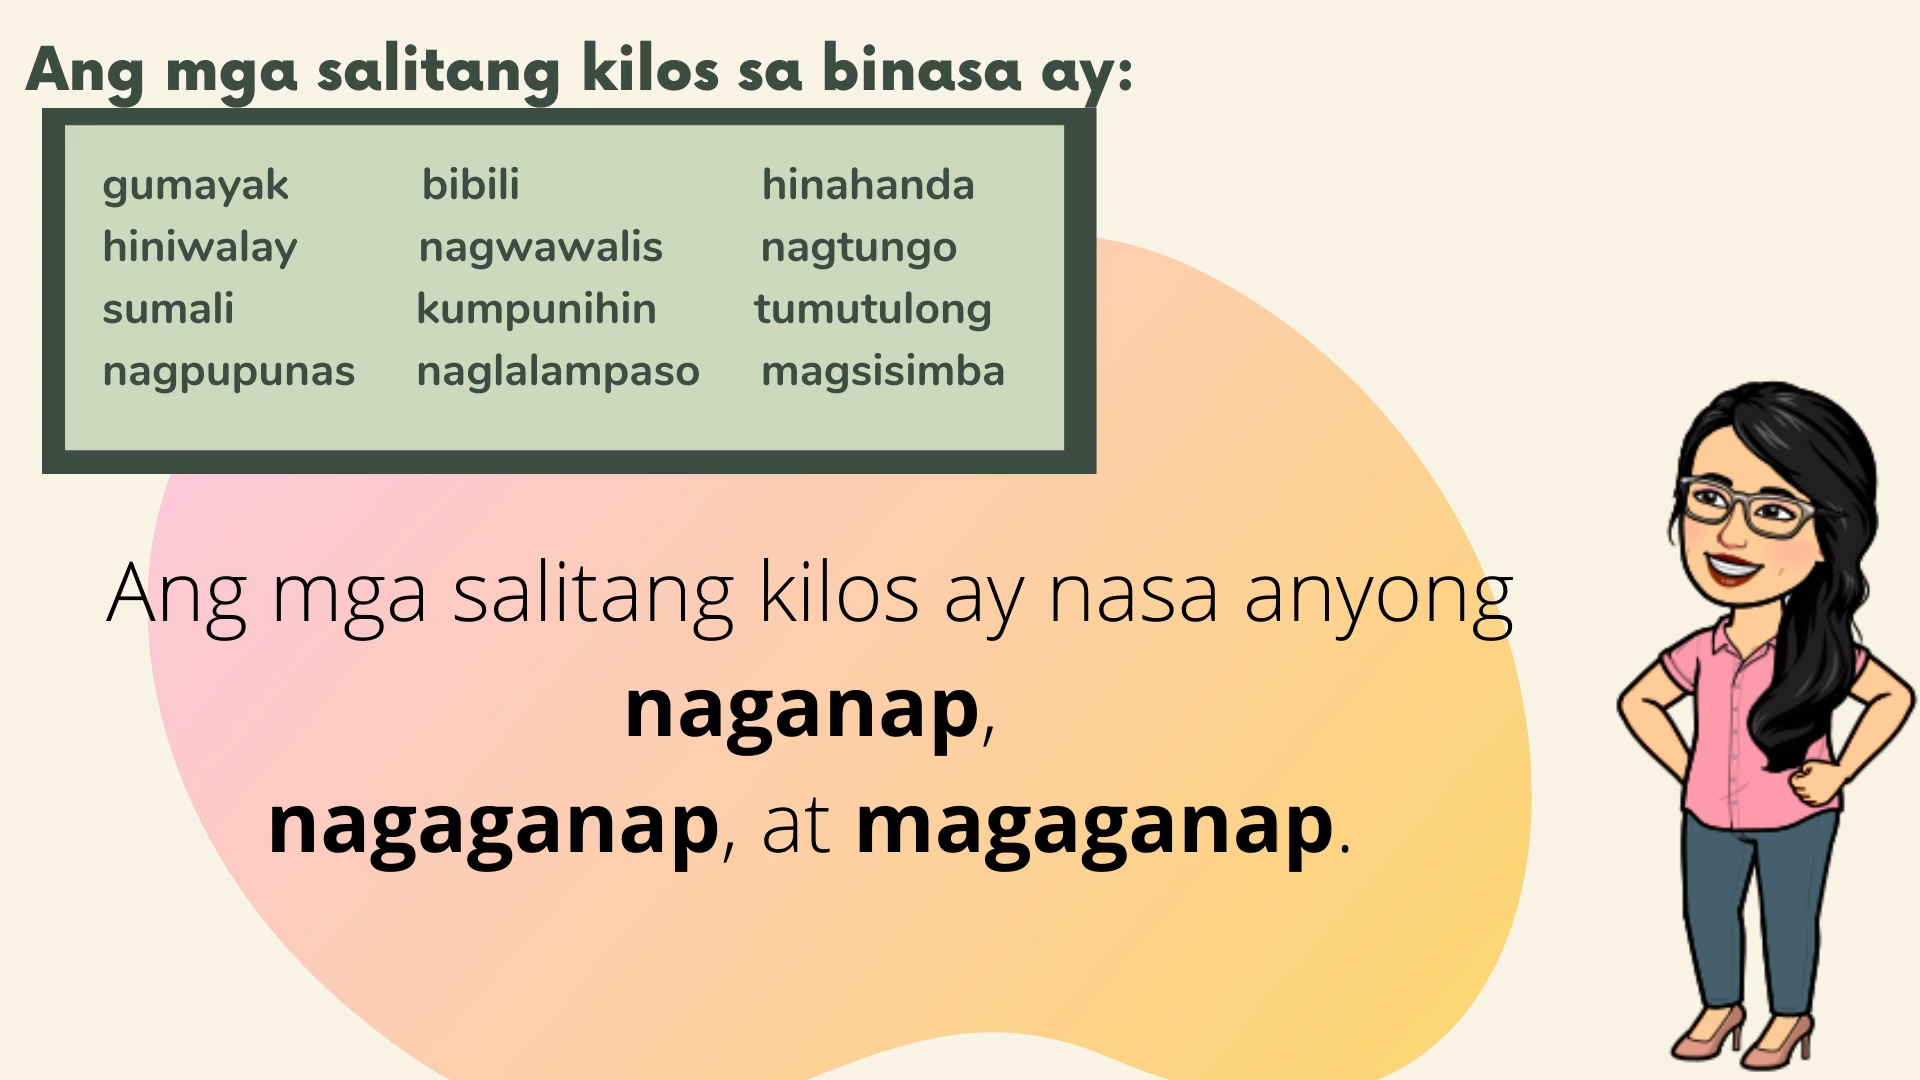 Ang mga salitang kilos sa binasa ay:
gumayak bibili hinahanda
hiniwalay nagwawalis nagtungo
sumali kumpunihin tumutulong
nagpupunas naglalampaso magsisimba
Ang mga salitang kilos ay nasa anyong
naganap,
nagaganap, at magaganap.